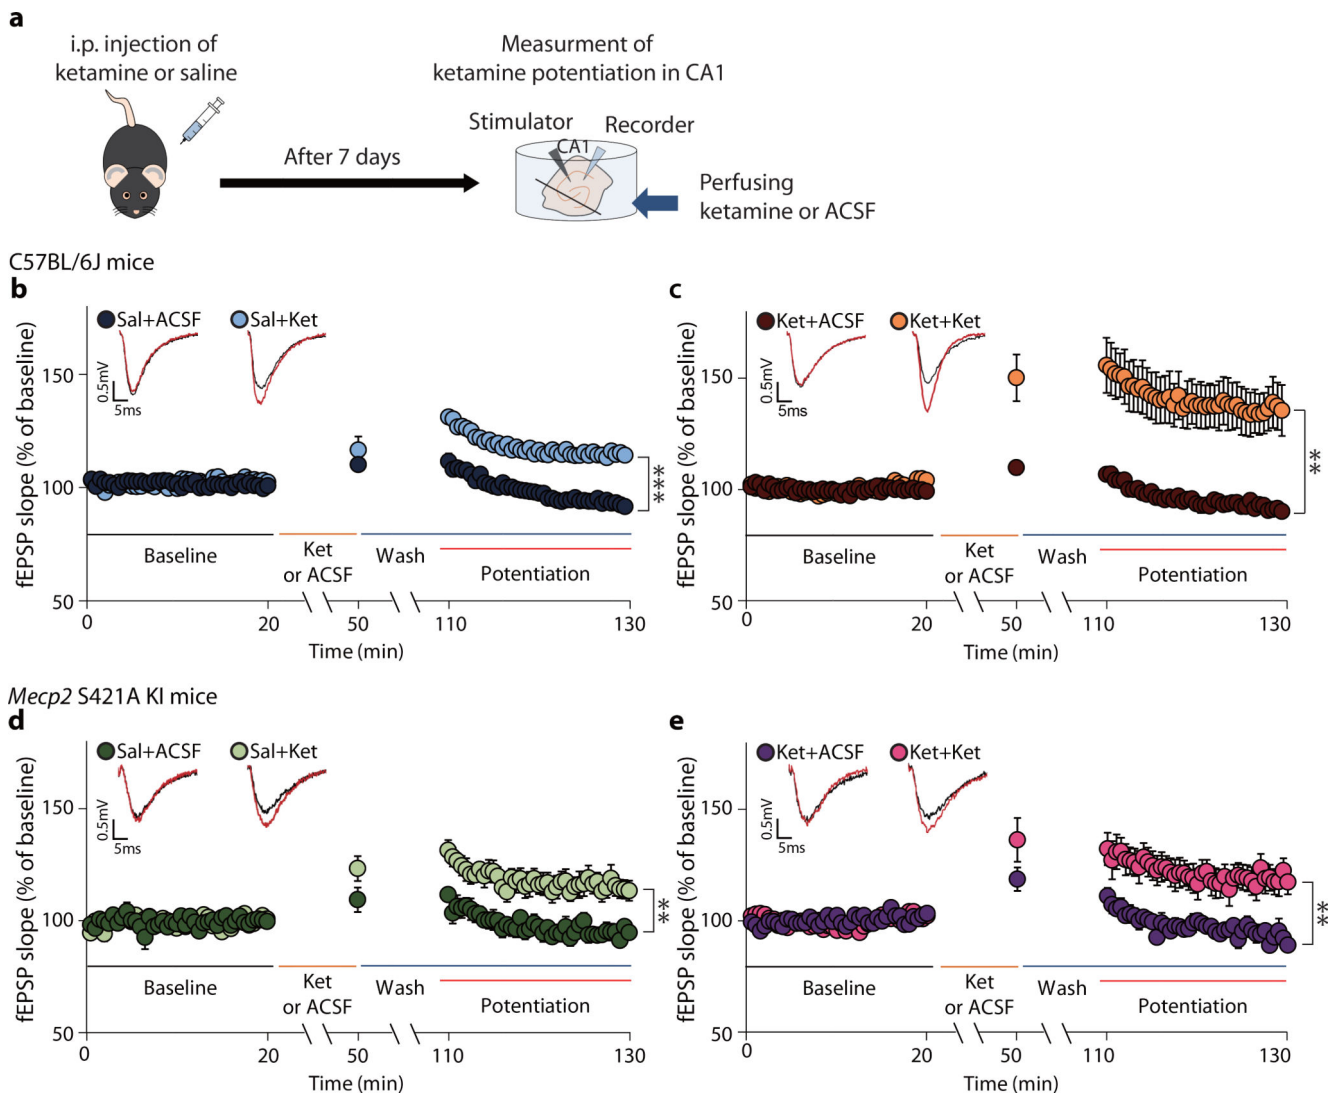 a
i.p. injection of
ketamine or saline
Measurment of
ketamine potentiation in CA1
Stimulator
Recorder
CA1
After 7 days
Perfusing
ketamine or ACSF
C57BL/6J mice
b
fEPSP slope (% of baseline)
150
100
50
Sal+ACSF
Sal+Ket
0.5mV
5ms
***
Baseline
Ket
or ACSF
Wash
Potentiation
0
20
50
110
130
Time (min)
c
fEPSP slope (% of baseline)
150
100
50
Ket+ACSF
Ket+Ket
0.5mV
5ms
**
Baseline
Ket
or ACSF
Wash
Potentiation
0
20
50
110
130
Time (min)
Mecp2 S421A KI mice
d
fEPSP slope (% of baseline)
150
100
50
Sal+ACSF
Sal+Ket
0.5mV
5ms
**
Baseline
Ket
or ACSF
Wash
Potentiation
0
20
50
110
130
Time (min)
e
fEPSP slope (% of baseline)
150
100
50
Ket+ACSF
Ket+Ket
0.5mV
5ms
**
Baseline
Ket
or ACSF
Wash
Potentiation
0
20
50
110
130
Time (min)